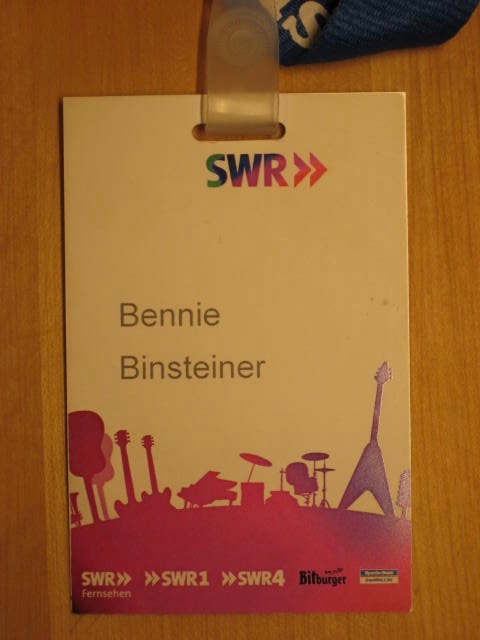 S
SWR»
Bennie
Binsteiner
SWR» »SWR1 »SWR4 Bitburger
Fernsehen